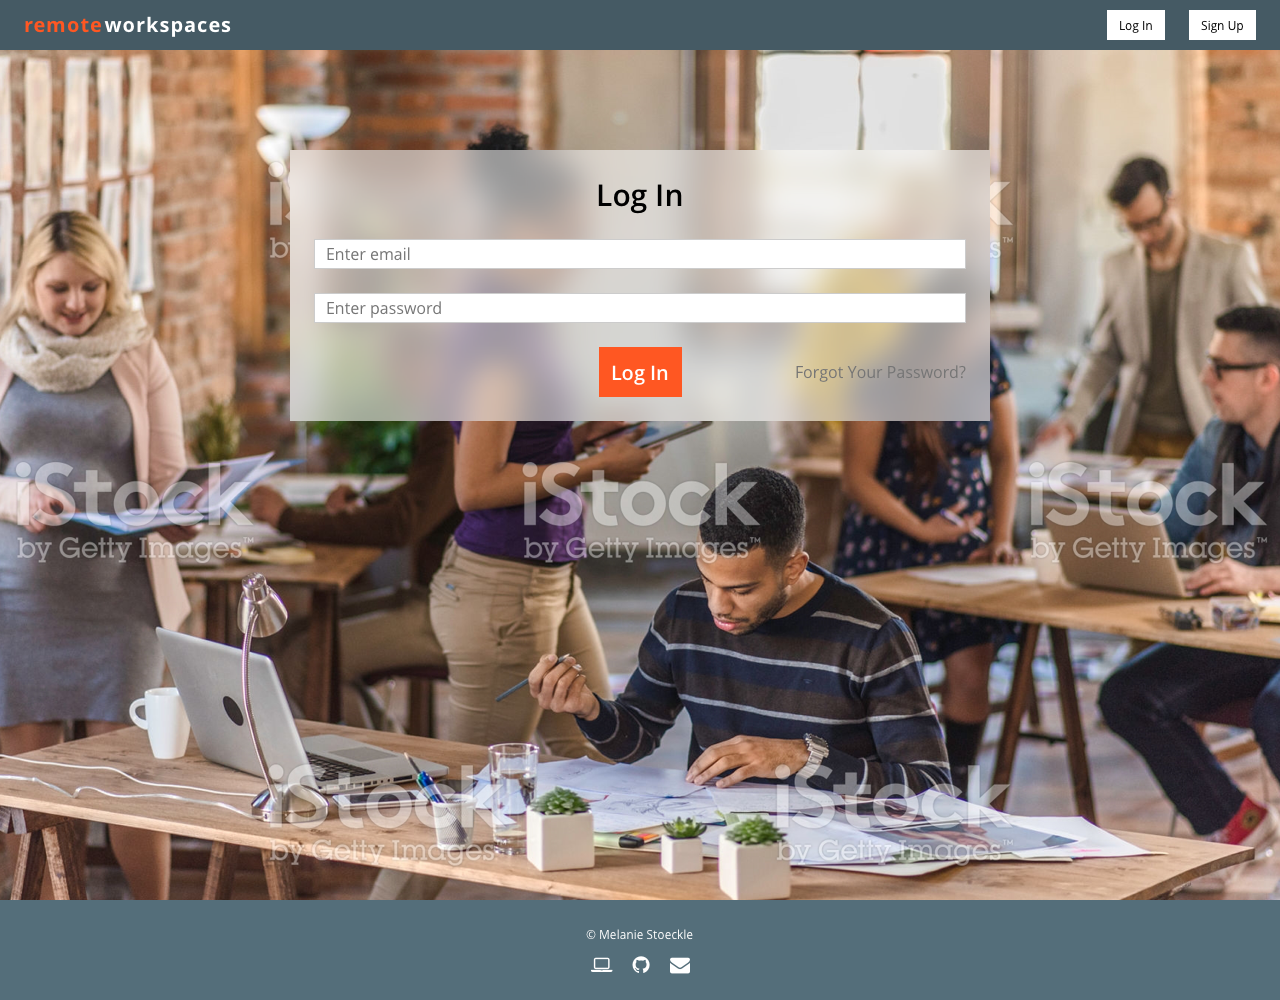 remoteworkspaces
Log In
Sign Up
Log In
Enter email
Enter password
Log In
Forgot Your Password?
iStock
by Getty Images™
iStock
by Getty Images™
iStock
by Getty Images™
iStock
by Getty Images™
iStock
by Getty Images™
© Melanie Stoeckle